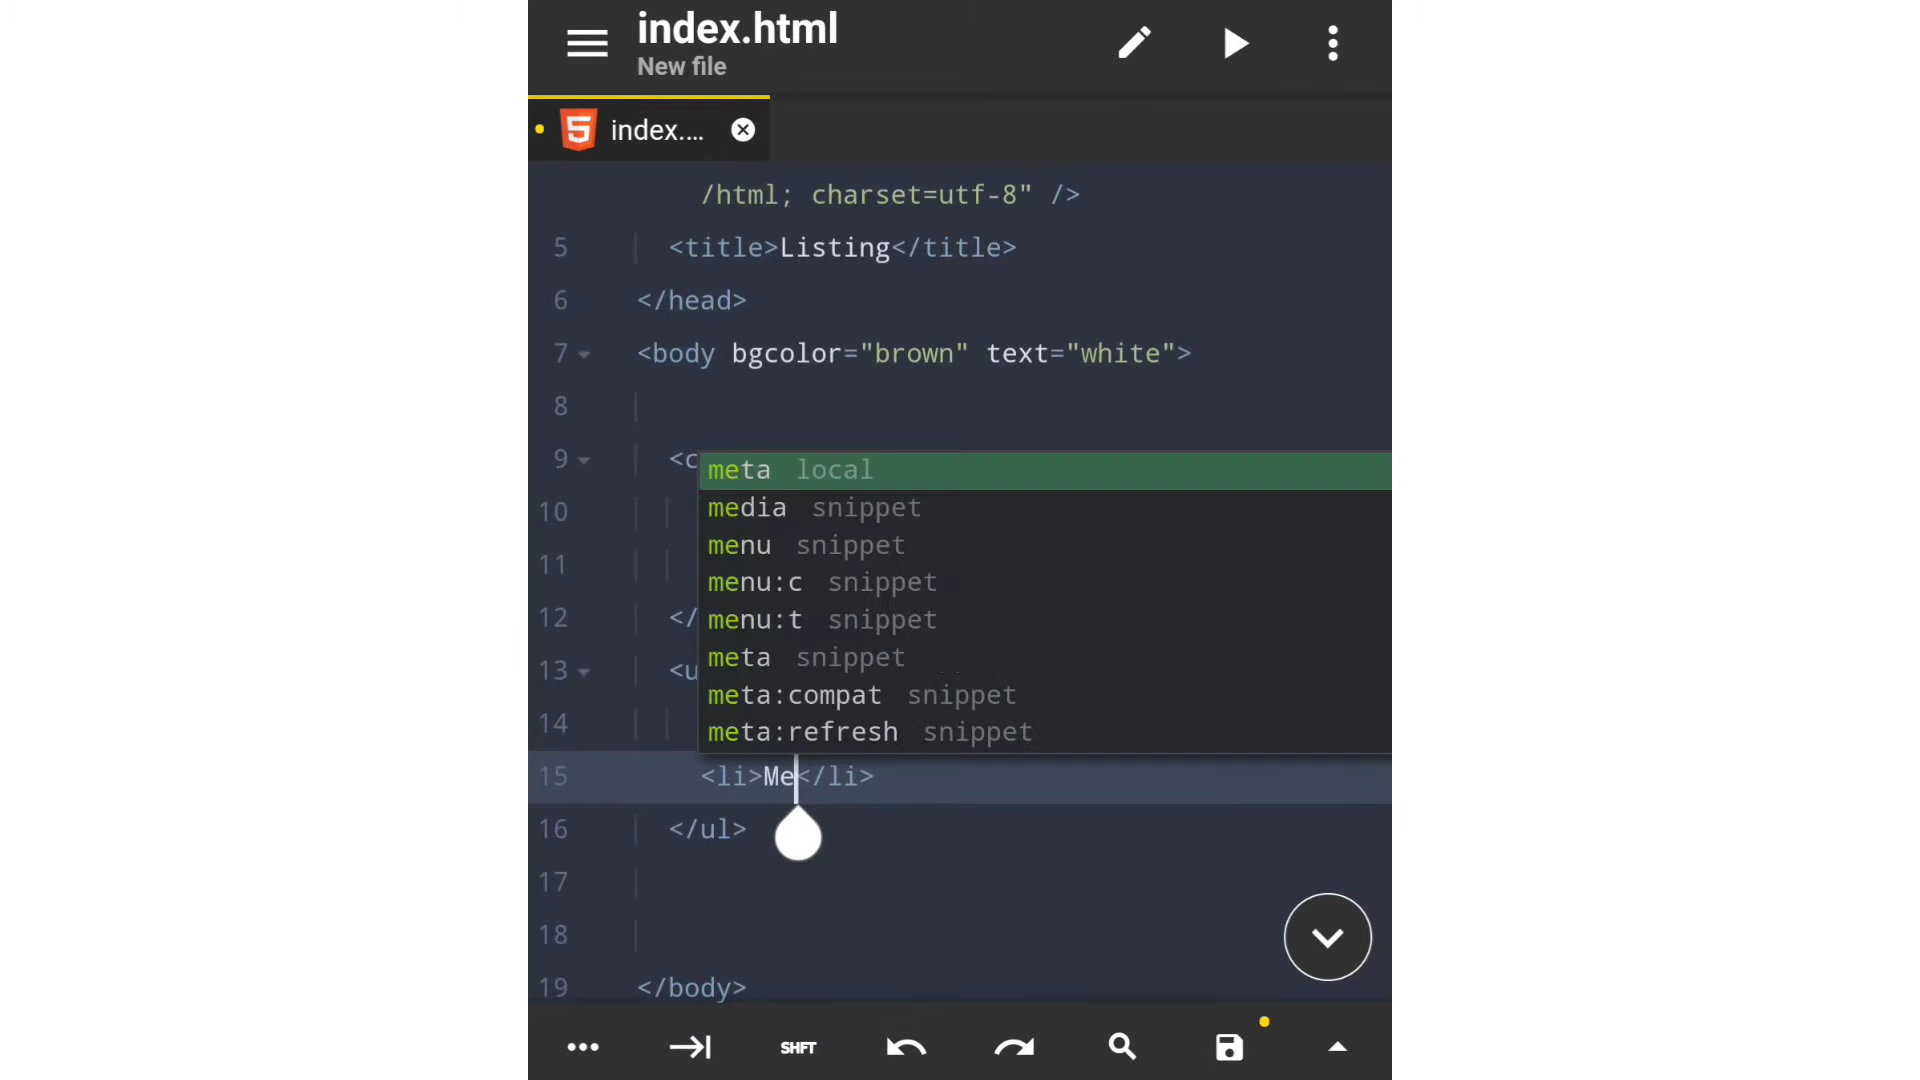 index.html
New file
index.…
/html; charset=utf-8" />
5 <title>Listing</title>
6 </head>
7 <body bgcolor="brown" text="white">
8
9 <c
10
11
12 </
13 <u
14
meta local
media snippet
menu snippet
menu:c snippet
menu:t snippet
meta snippet
meta:compat snippet
meta:refresh snippet
15 <li>Me</li>
16 </ul>
17
18
19 </body>
SHFT